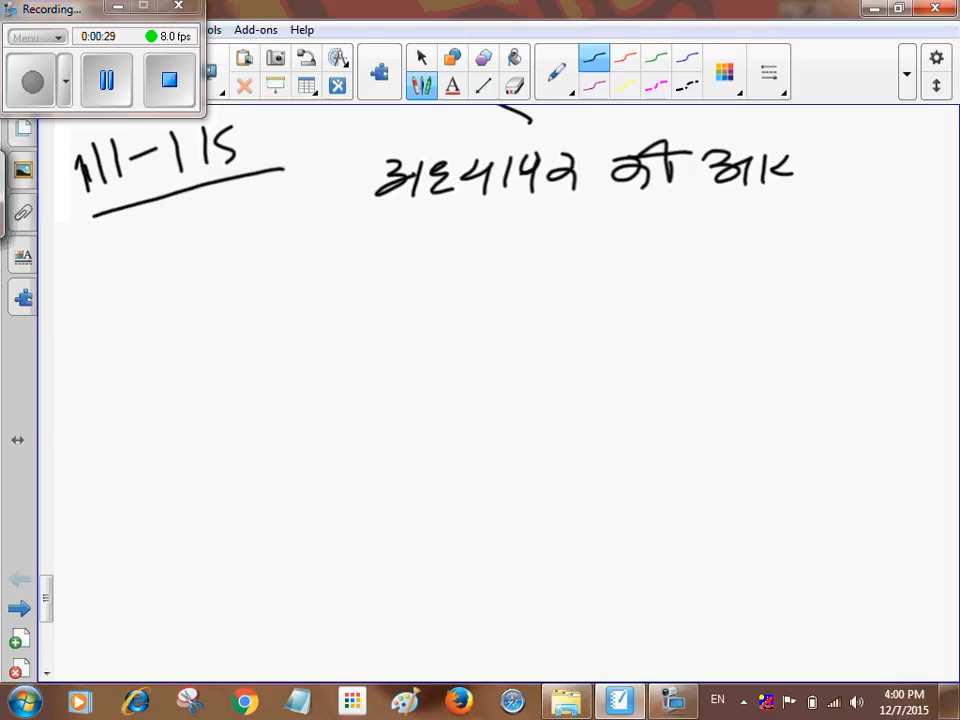 Recording...
Menu
0:00:29
8.0 fps
ols Add-ons Help
111-115
अध्यापक की आर
EN
4:00 PM
12/7/2015